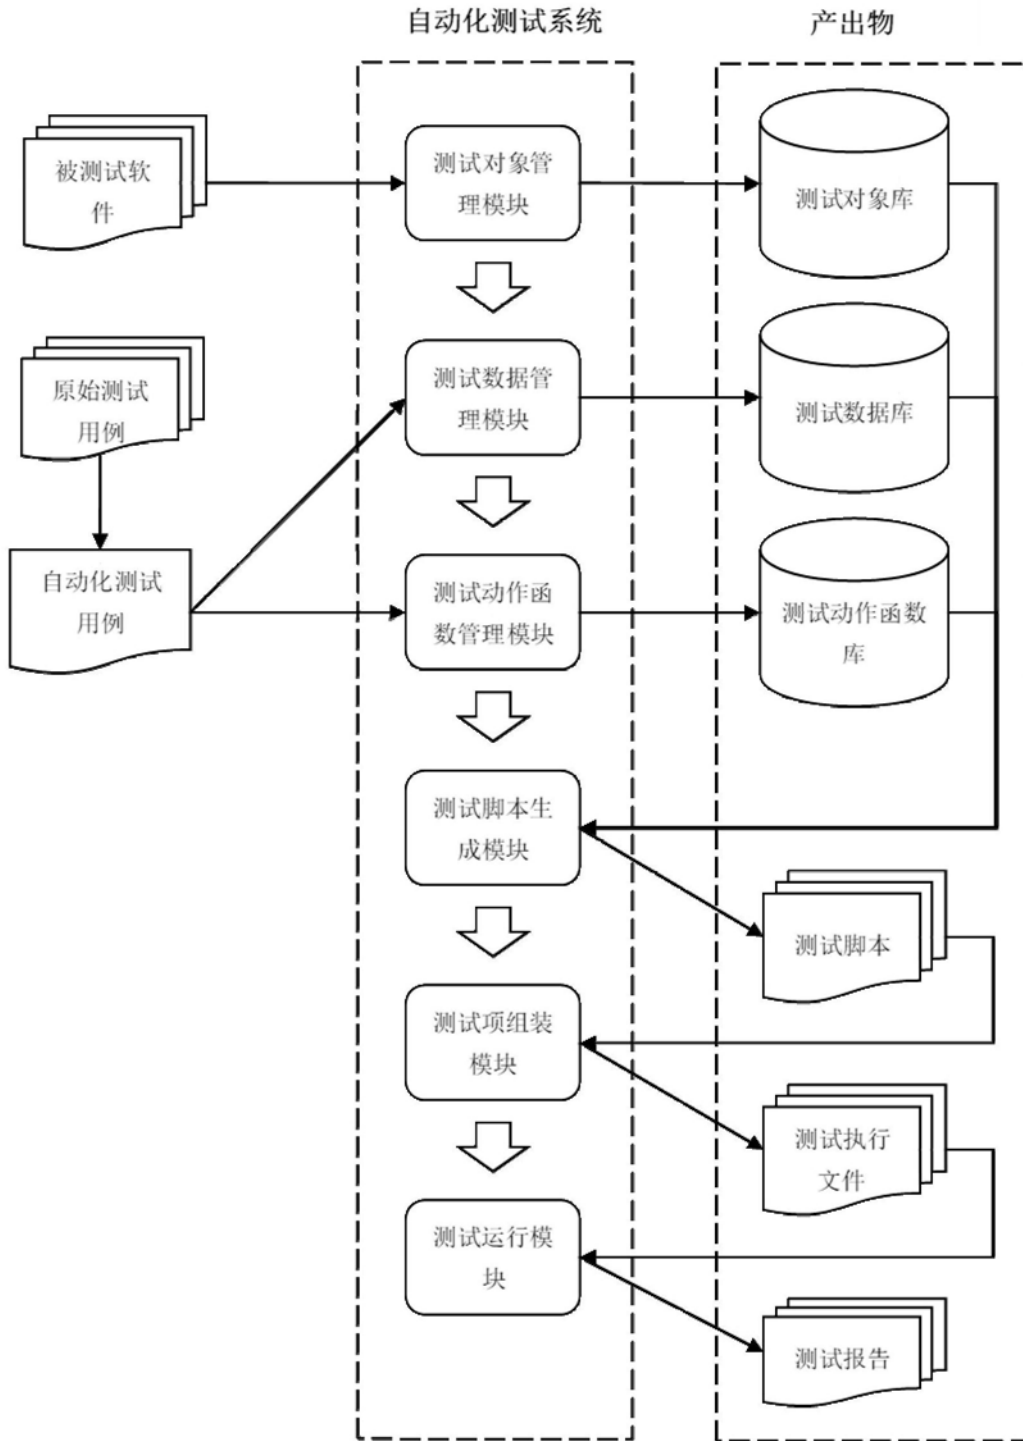 自动化测试系统
产出物
被测试软
件
测试对象管
理模块
测试对象库
原始测试
用例
测试数据管
理模块
测试数据库
自动化测试
用例
测试动作函
数管理模块
测试动作函数
库
测试脚本生
成模块
测试脚本
测试项组装
模块
测试执行
文件
测试运行模
块
测试报告